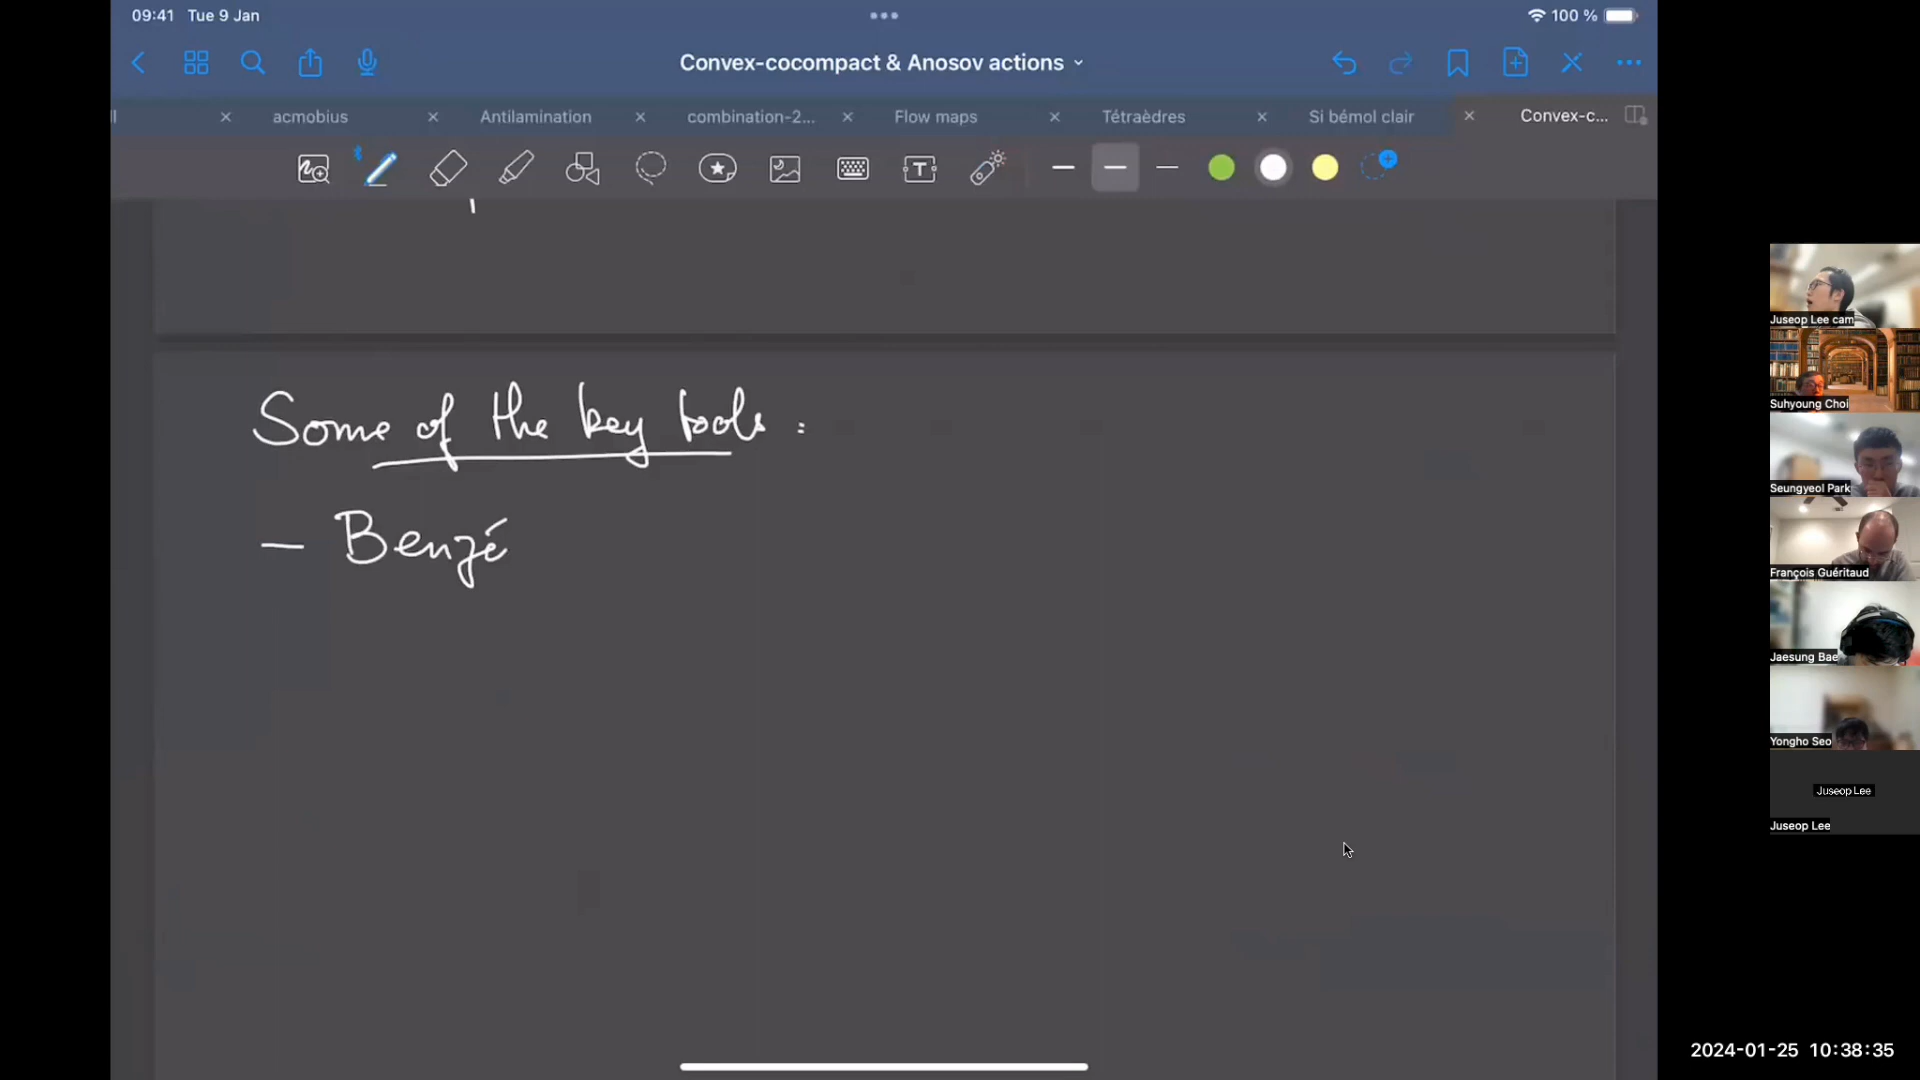 09:41 Tue 9 Jan
100 %
Convex-cocompact & Anosov actions
acmobius
Antilamination
combination-2...
Flow maps
Tétraèdres
Si bémol clair
Convex-c...
T
Some of the key tools :
— Benzé
Juseop Lee cam
Suhyoung Choi
Seungyeol Park
François Guéritaud
Jaesung Bae
Yongho Seo
Juseop Lee
Juseop Lee
2024-01-25 10:38:35